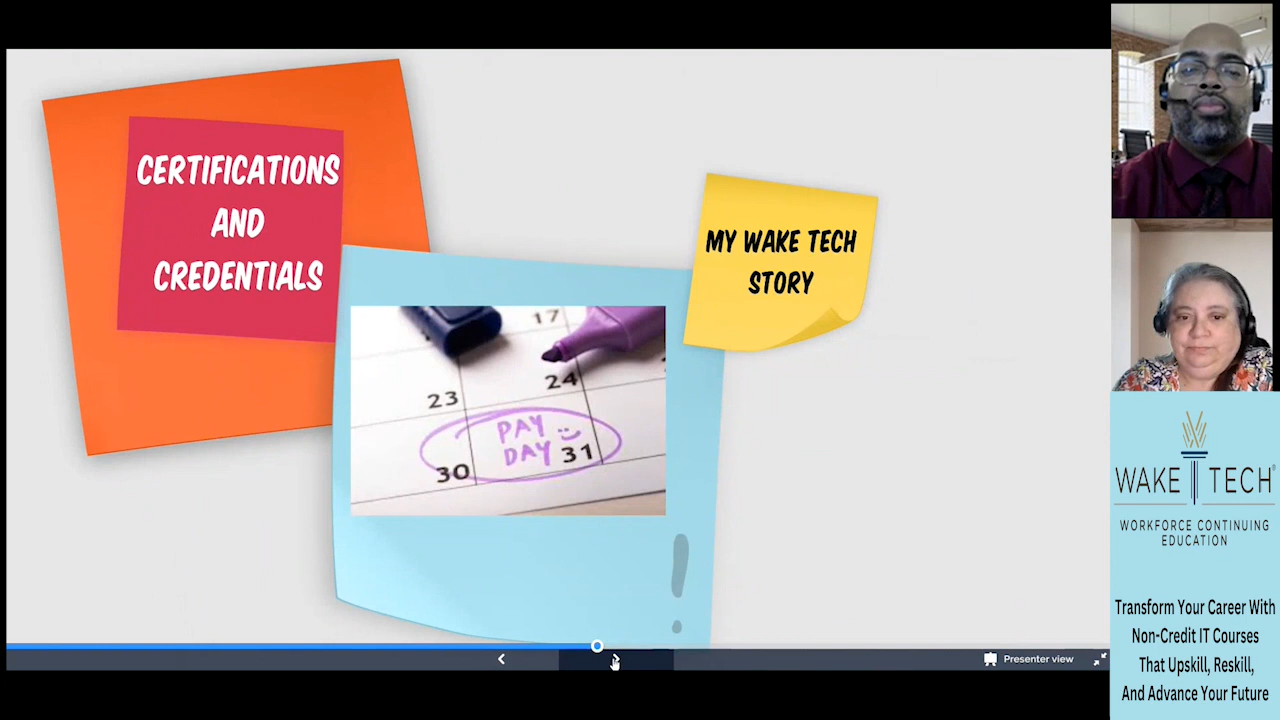 CERTIFICATIONS
AND
CREDENTIALS
MY WAKE TECH
STORY
17
24
23
PAY
DAY
31
30
!
Presenter view
WAKE TECH®
WORKFORCE CONTINUING
EDUCATION
Transform Your Career With
Non-Credit IT Courses
That Upskill, Reskill,
And Advance Your Future